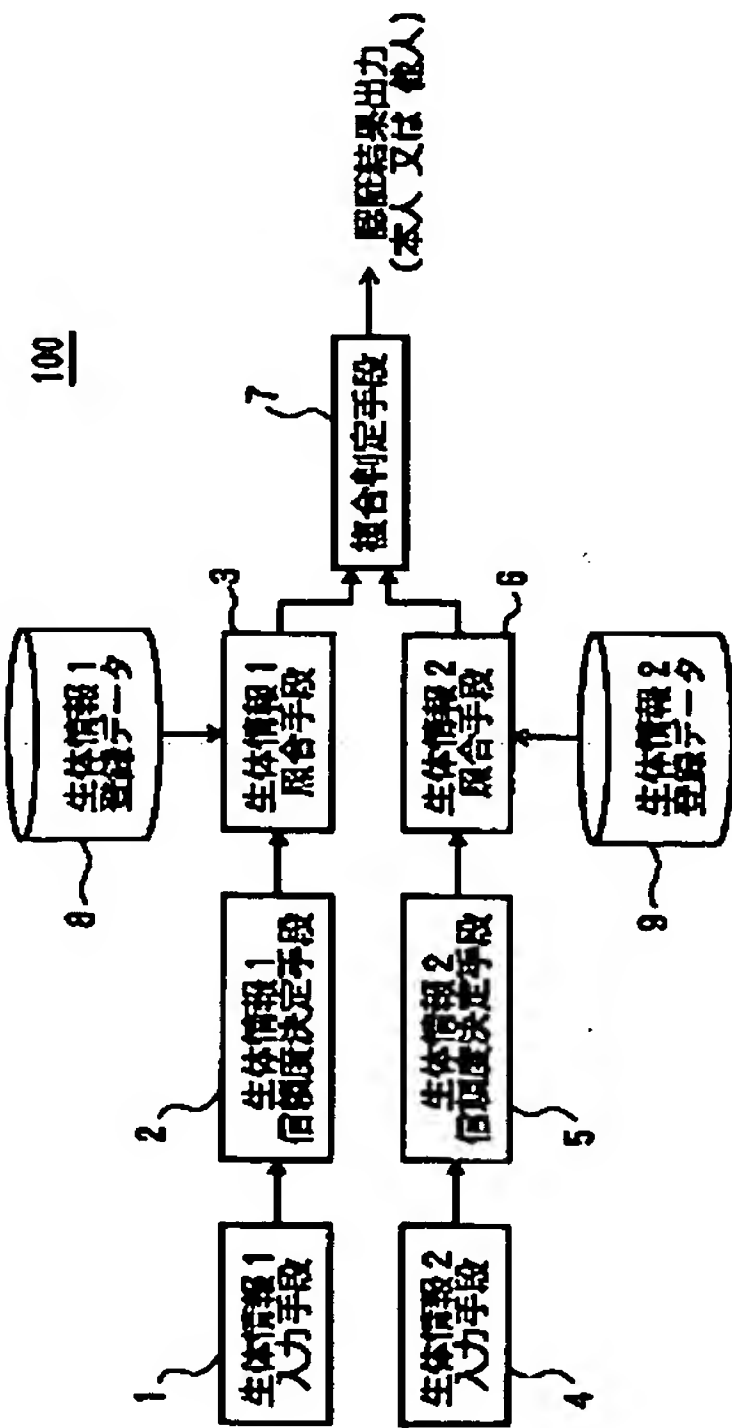 100
8
生体情報1
登録データ
1
生体情報1
入力手段
2
生体情報1
信頼度決定手段
3
生体情報1
照合手段
7
複合判定手段
認証結果出力
(本人 又は 他人)
生体情報2
入力手段
4
生体情報2
信頼度決定手段
5
生体情報2
照合手段
6
生体情報2
登録データ
9